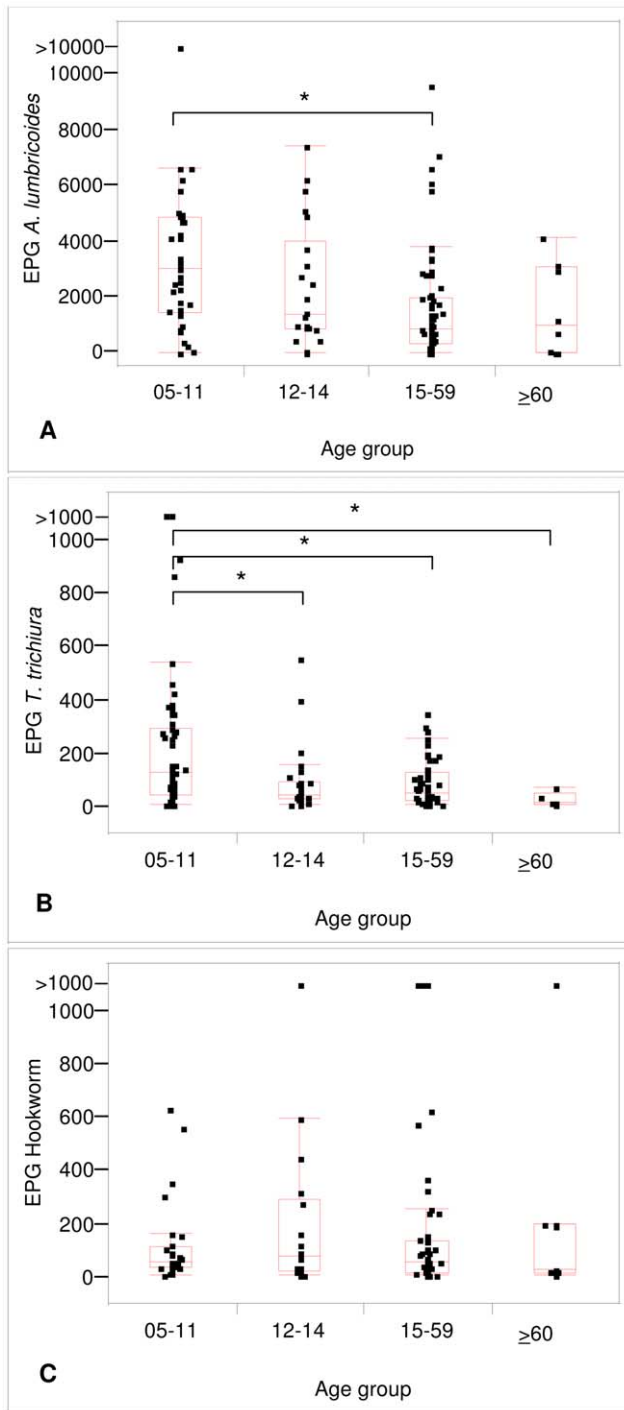 >10000
10000
8000
6000
4000
2000
0
EPG A. lumbricoides
*
05-11 12-14 15-59 ≥60
A
Age group
>1000
1000
800
600
400
200
0
EPG T. trichiura
*
*
*
05-11 12-14 15-59 ≥60
B
Age group
>1000
1000
800
600
400
200
0
EPG Hookworm
05-11 12-14 15-59 ≥60
C
Age group